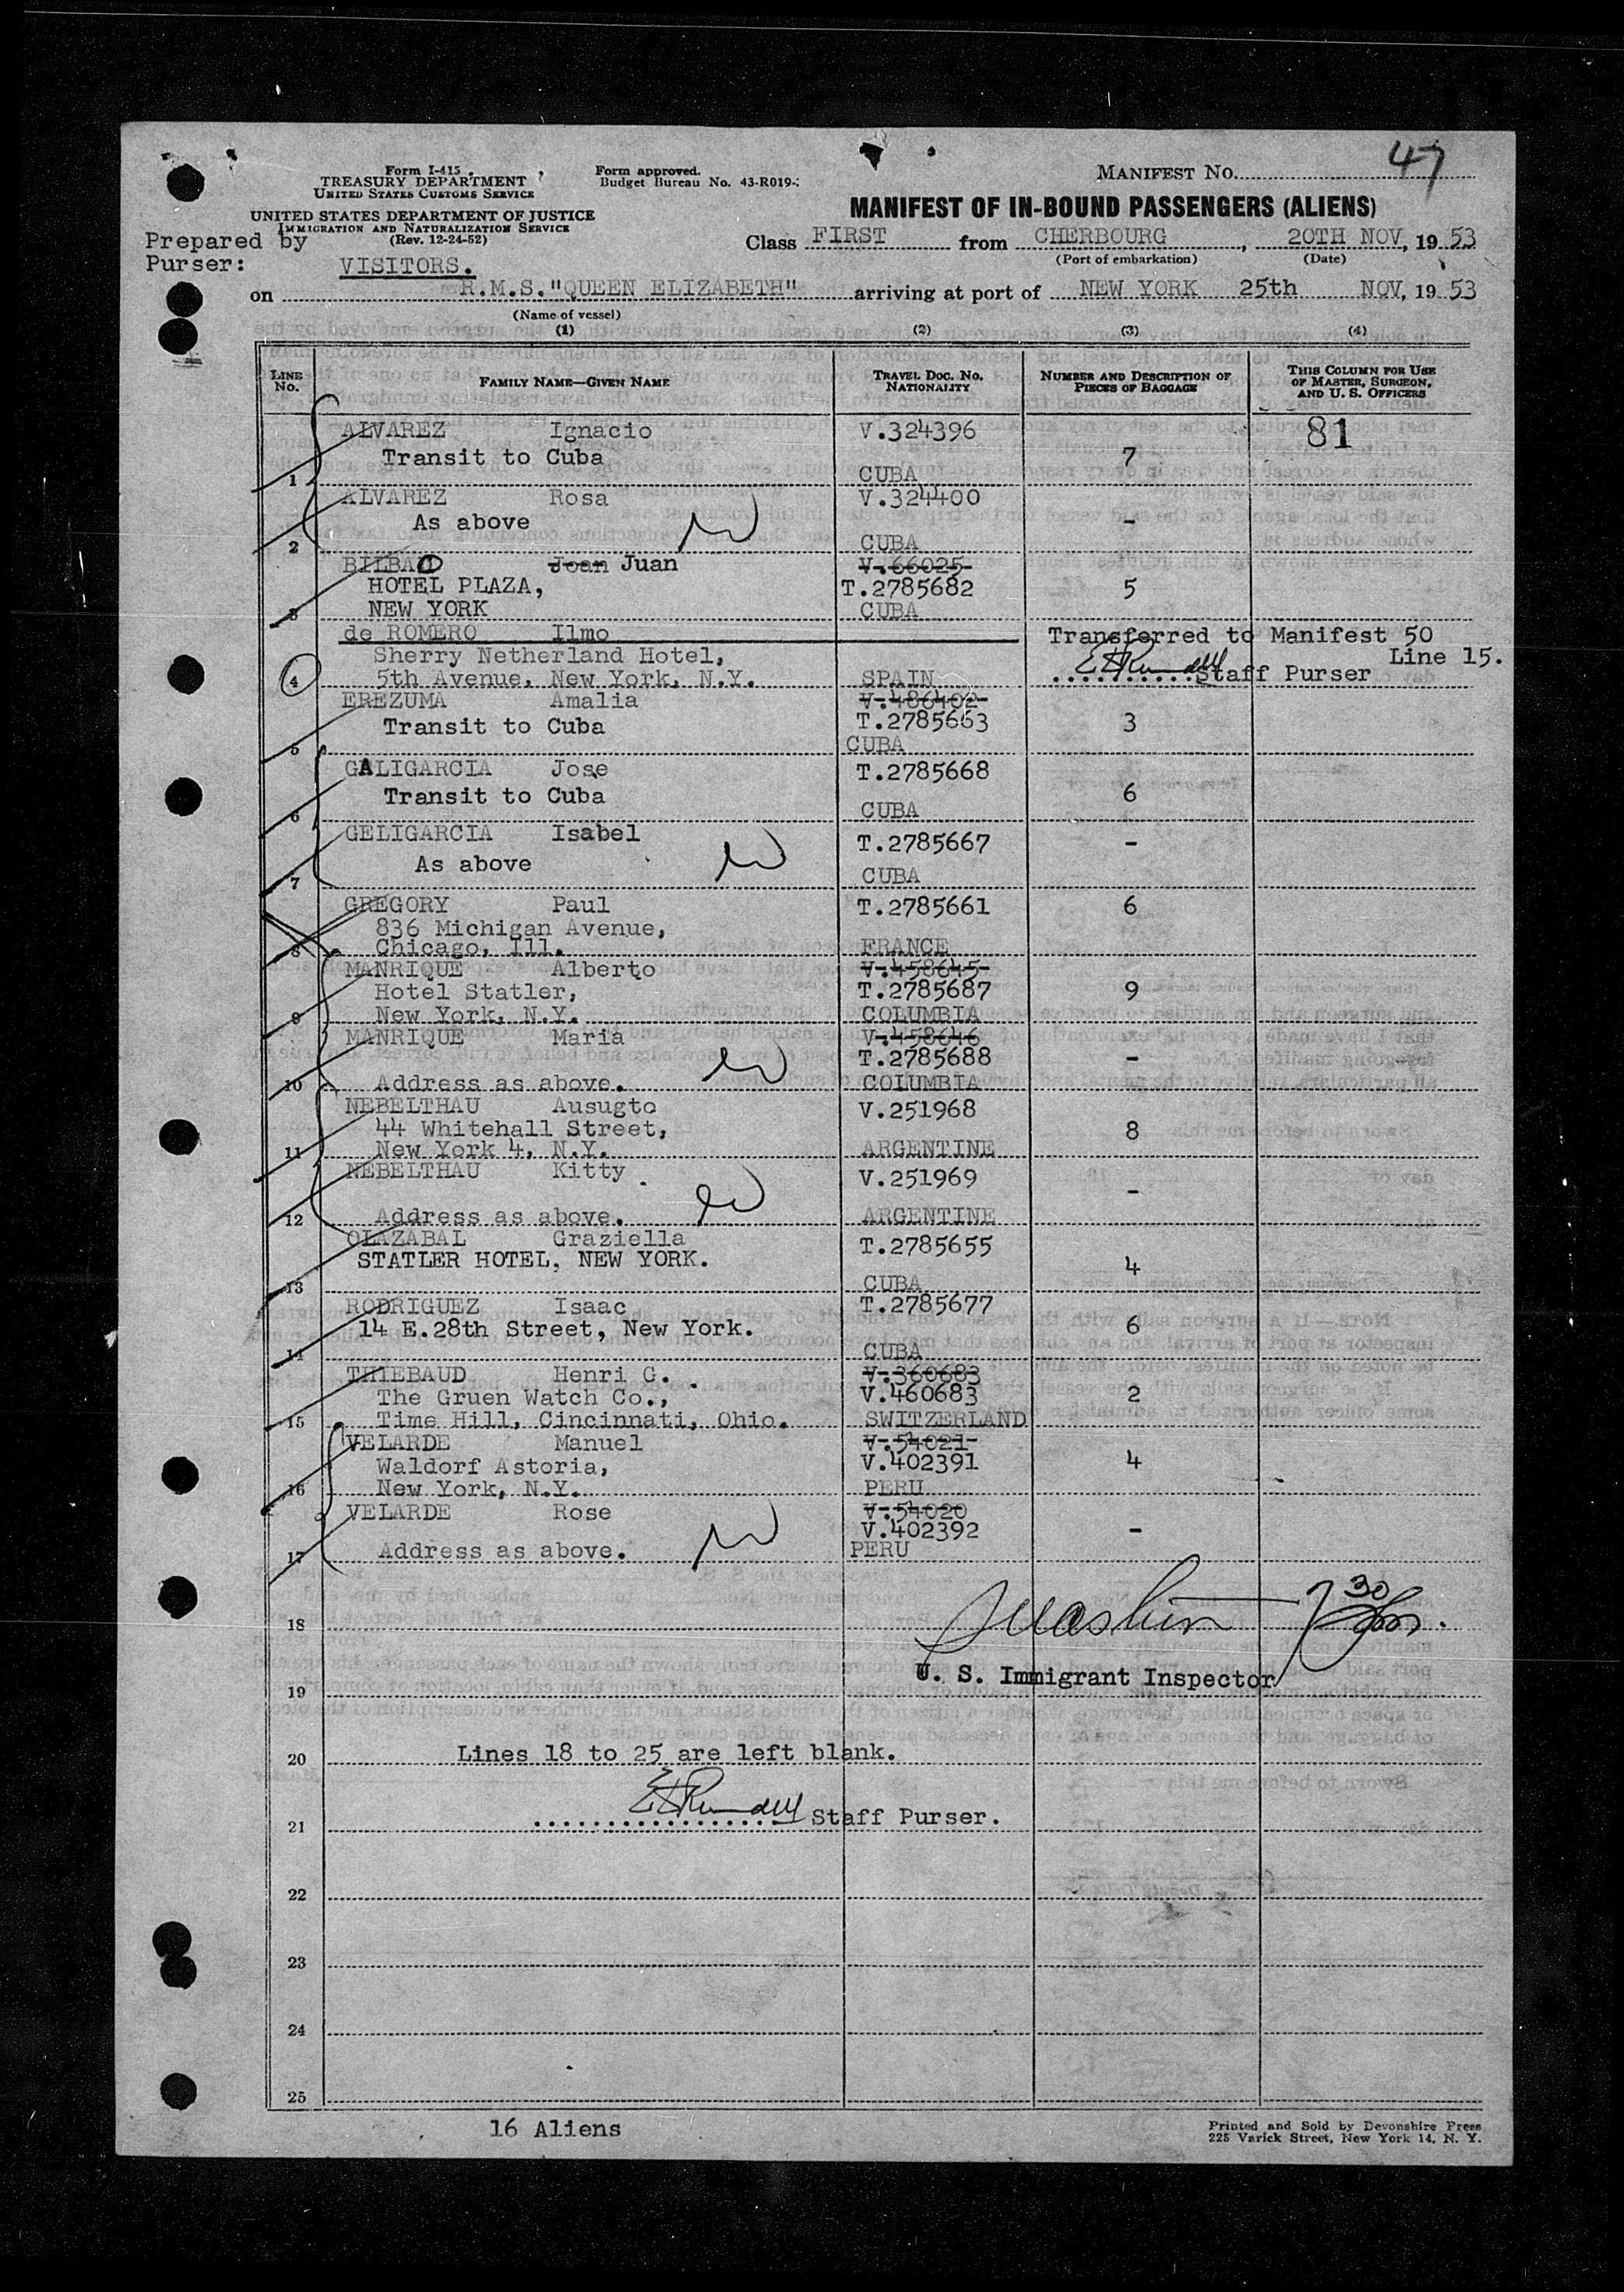 47
Form I-415
TREASURY DEPARTMENT
UNITED STATES CUSTOMS SERVICE
Form approved.
Budget Bureau No. 43-R019-
MANIFEST NO.
UNITED STATES DEPARTMENT OF JUSTICE
IMMIGRATION AND NATURALIZATION SERVICE
(Rev. 12-24-52)
MANIFEST OF IN-BOUND PASSENGERS (ALIENS)
Prepared by
Purser:
VISITORS.
Class FIRST from CHERBOURG, 20TH NOV, 19 53
(Port of embarkation) (Date)
on R.M.S."QUEEN ELIZABETH" arriving at port of NEW YORK 25th NOV, 19 53
(Name of vessel)
(1) (2) (3) (4)
LINE NO. FAMILY NAME—GIVEN NAME TRAVEL DOC. NO. NATIONALITY NUMBER AND DESCRIPTION OF PIECES OF BAGGAGE THIS COLUMN FOR USE OF MASTER, SURGEON, AND U. S. OFFICERS
ALVAREZ Ignacio V.324396 81
Transit to Cuba 7
1 CUBA
ALVAREZ Rosa V.324400
As above -
2 CUBA
BILBAO Joan Juan V.66025
HOTEL PLAZA, T.2785682 5
3 NEW YORK CUBA
de ROMERO Ilmo Transferred to Manifest 50
Sherry Netherland Hotel, Line 15.
4 5th Avenue, New York, N.Y. SPAIN Staff Purser
EREZUMA Amalia V.486402
Transit to Cuba T.2785663 3
5 CUBA
GALIGARCIA Jose T.2785668
Transit to Cuba 6
6 CUBA
GELIGARCIA Isabel T.2785667 -
As above
7 CUBA
GREGORY Paul T.2785661 6
836 Michigan Avenue,
8 Chicago, Ill. FRANCE
MANRIQUE Alberto V.458645
Hotel Statler, T.2785687 9
9 New York, N.Y. COLUMBIA
MANRIQUE Maria V.458646
T.2785688 -
10 Address as above. COLUMBIA
NEBELTHAU Ausugto V.251968
44 Whitehall Street, 8
11 New York 4, N.Y. ARGENTINE
NEBELTHAU Kitty V.251969
-
12 Address as above. ARGENTINE
OLAZABAL Graziella T.2785655
STATLER HOTEL, NEW YORK. 4
13 CUBA
RODRIGUEZ Isaac T.2785677
14 E.28th Street, New York. 6
14 CUBA
THIEBAUD Henri G. V.360683
The Gruen Watch Co., V.460683 2
15 Time Hill, Cincinnati, Ohio. SWITZERLAND
VELARDE Manuel V.54021
Waldorf Astoria, V.402391 4
16 New York, N.Y. PERU
VELARDE Rose V.54020
V.402392 -
17 Address as above. PERU
30
18
U. S. Immigrant Inspector
19
20 Lines 18 to 25 are left blank.
21 Staff Purser.
22
23
24
25
16 Aliens
Printed and Sold by Devonshire Press
225 Varick Street, New York 14, N. Y.